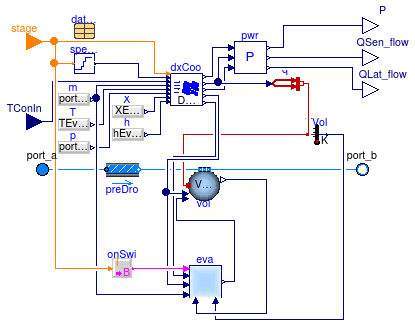 P
stage
dat...
QSen_flow
spe...
dxCoo
pwr
P
QLat_flow
m
port...
X
XE...
D...
q
TConIn
T
TEv...
h
hEv...
Vol
K
p
port...
port_a
port_b
preDro
V...
vol
onSwi
B
eva